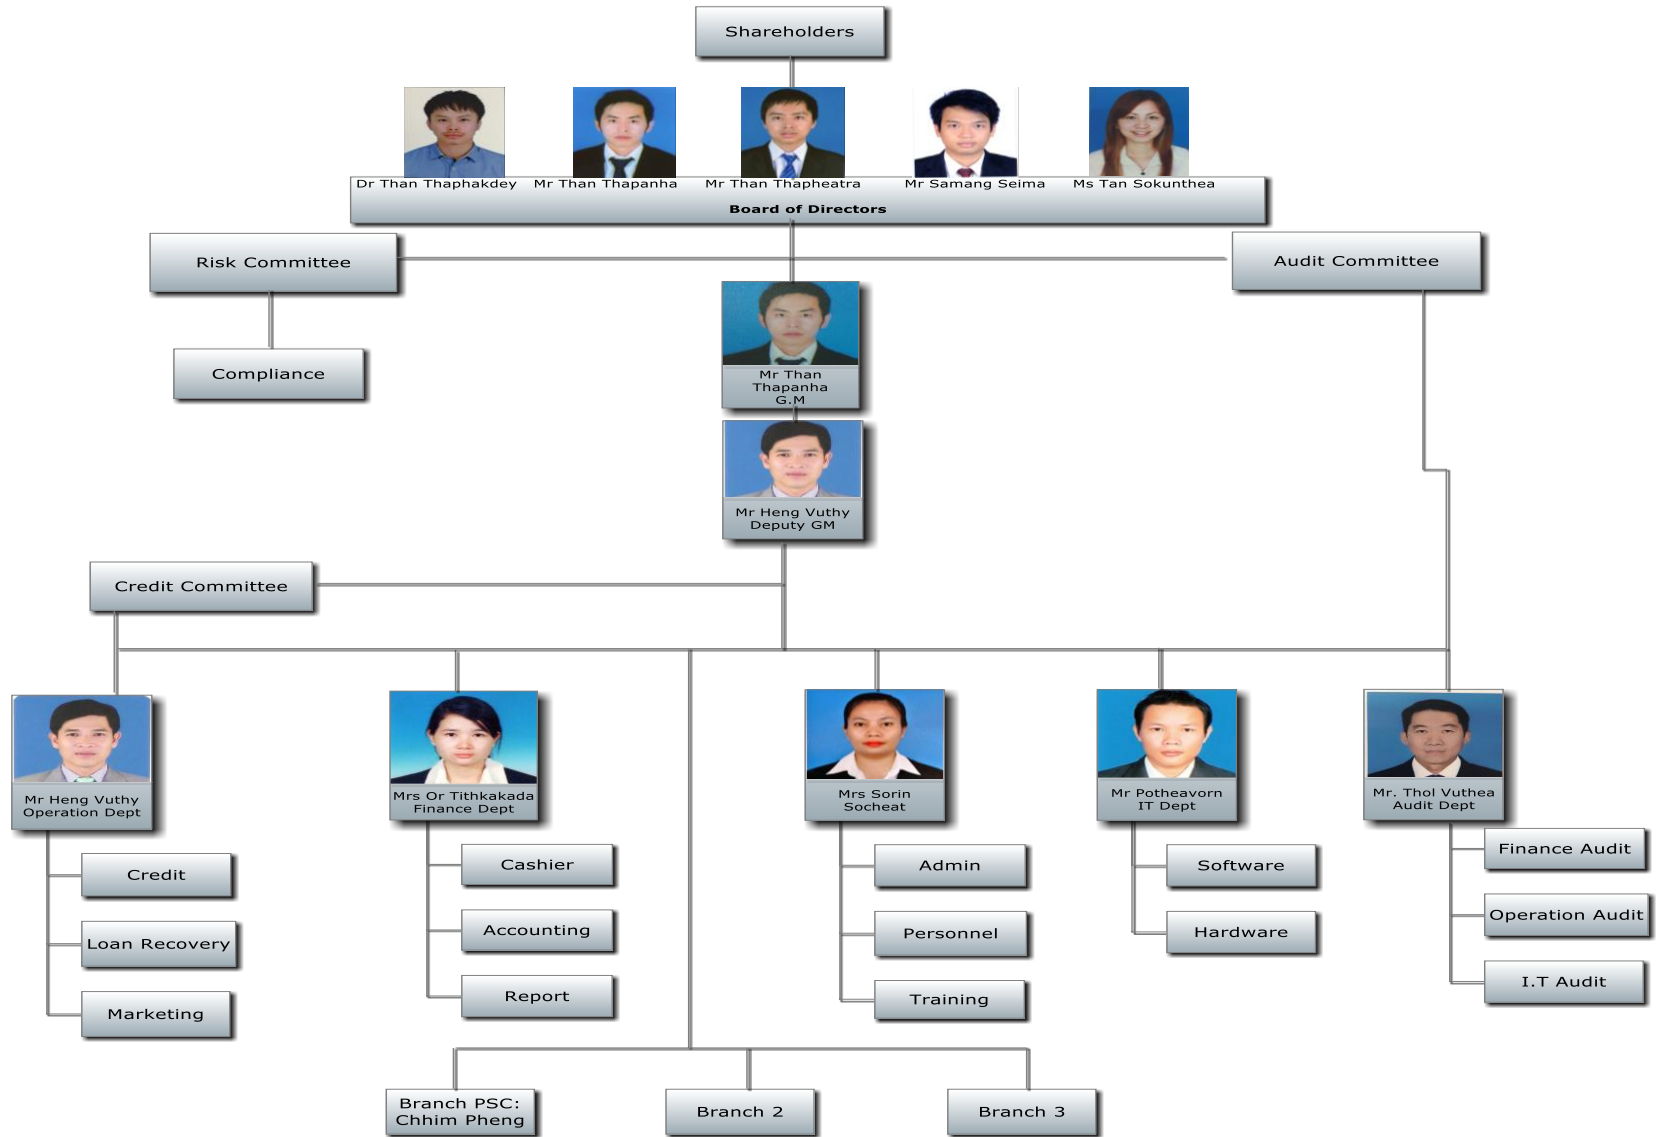 Shareholders
Dr Than Thaphakdey
Mr Than Thapanha
Mr Than Thapheatra
Mr Samang Seima
Ms Tan Sokunthea
Board of Directors
Risk Committee
Audit Committee
Compliance
Mr Than
Thapanha
G.M
Mr Heng Vuthy
Deputy GM
Credit Committee
Mr Heng Vuthy
Operation Dept
Mrs Or Tithkakada
Finance Dept
Mrs Sorin
Socheat
Mr Potheavorn
IT Dept
Mr. Thol Vuthea
Audit Dept
Credit
Loan Recovery
Marketing
Cashier
Accounting
Report
Admin
Personnel
Training
Software
Hardware
Finance Audit
Operation Audit
I.T Audit
Branch PSC:
Chhim Pheng
Branch 2
Branch 3